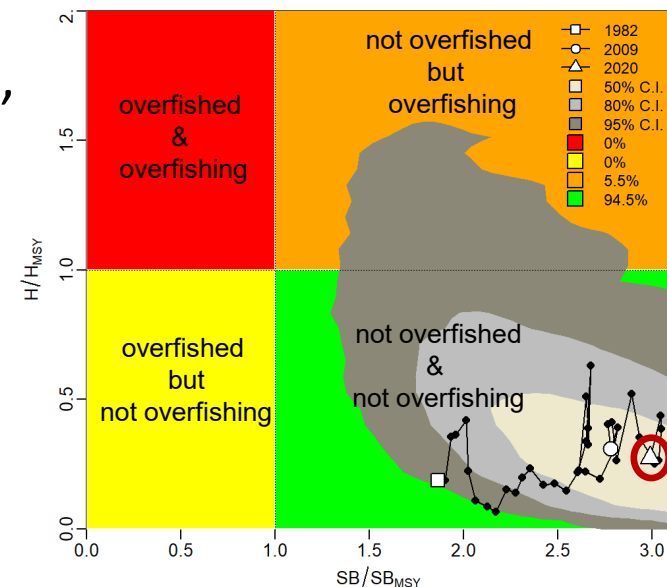 ,
2.
1.5
1.0
0.5
0.0
H/HMSY
overfished
&
overfishing
not overfished
but
overfishing
1982
2009
2020
50% C.I.
80% C.I.
95% C.I.
0%
0%
5.5%
94.5%
overfished
but
not overfishing
not overfished
&
not overfishing
0.0 0.5 1.0 1.5 2.0 2.5 3.0
SB/SBMSY